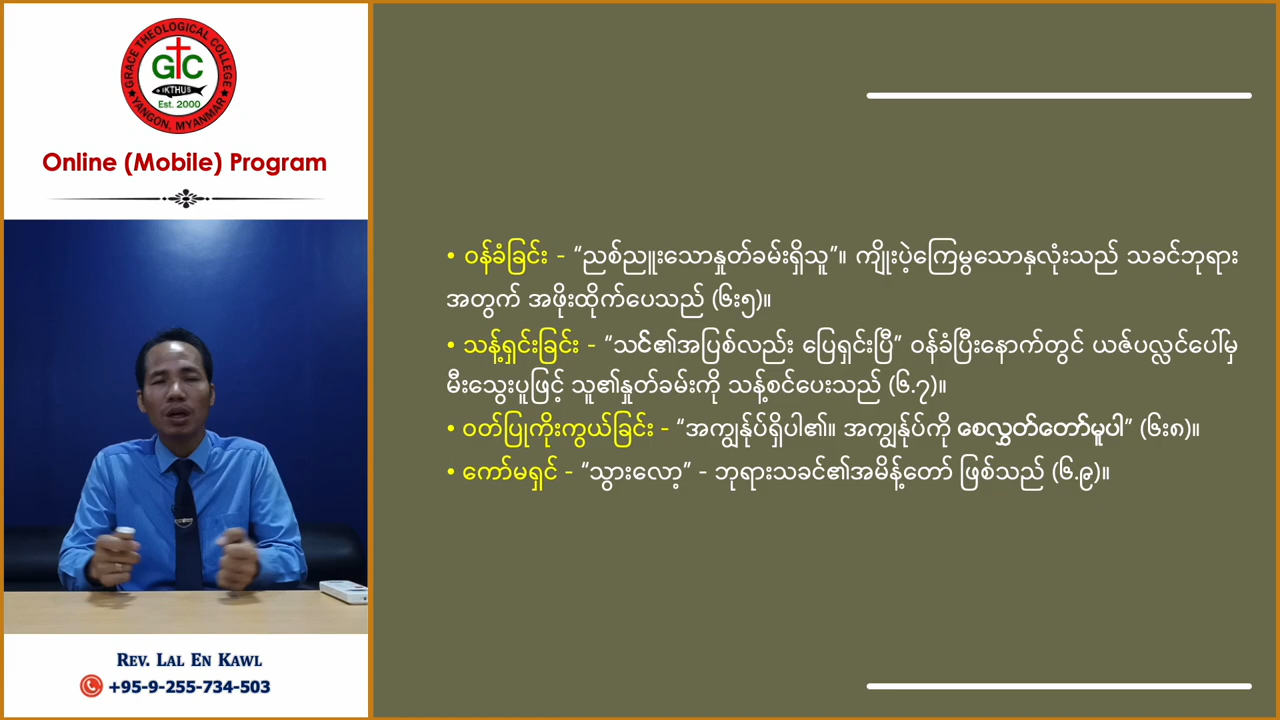 GRACE THEOLOGICAL COLLEGE
GTC
IKTHUS
Est. 2000
YANGON, MYANMAR
Online (Mobile) Program
• ဝန်ခံခြင်း - “ညစ်ညူးသောနှုတ်ခမ်းရှိသူ”။ ကျိုးပဲ့ကြေမွသောနှလုံးသည် သခင်ဘုရား
အတွက် အဖိုးထိုက်ပေသည် (၆း၅)။
• သန့်ရှင်းခြင်း - “သင်၏အပြစ်လည်း ပြေရှင်းပြီ” ဝန်ခံပြီးနောက်တွင် ယဇ်ပလ္လင်ပေါ်မှ
မီးသွေးပူဖြင့် သူ၏နှုတ်ခမ်းကို သန့်စင်ပေးသည် (၆.၇)။
• ဝတ်ပြုကိုးကွယ်ခြင်း - “အကျွန်ုပ်ရှိပါ၏။ အကျွန်ုပ်ကို စေလွှတ်တော်မူပါ” (၆း၈)။
• ကော်မရှင် - “သွားလော့” - ဘုရားသခင်၏အမိန့်တော် ဖြစ်သည် (၆.၉)။
REV. LAL EN KAWL
+95-9-255-734-503